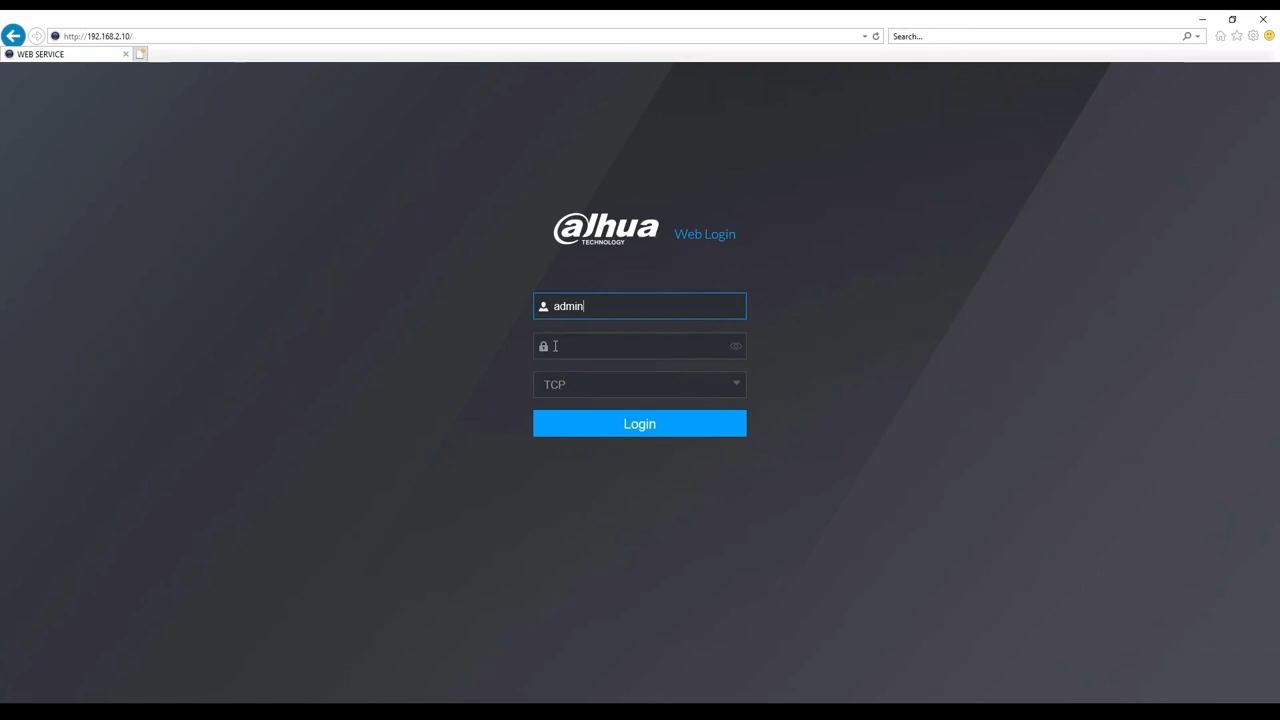 http://192.168.2.10/
Search...
WEB SERVICE
alhua
TECHNOLOGY
Web Login
admin
TCP
Login